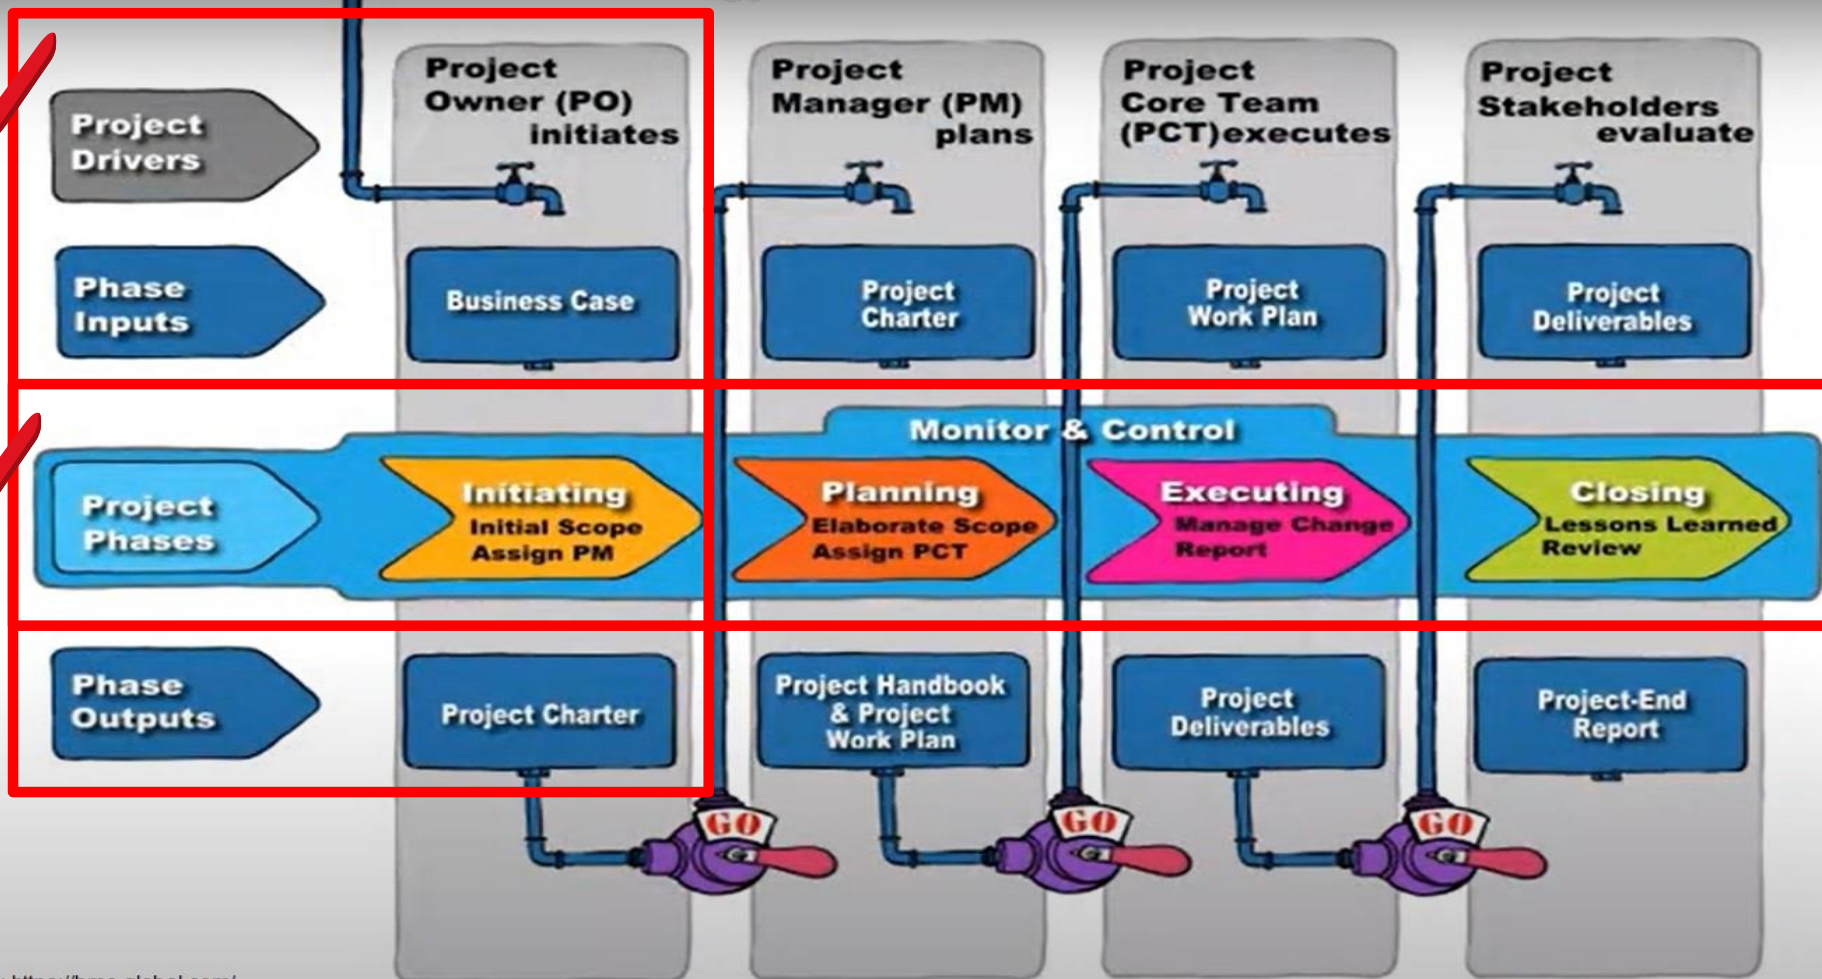 Project
Drivers
Project
Owner (PO)
initiates
Project
Manager (PM)
plans
Project
Core Team
(PCT)executes
Project
Stakeholders
evaluate
Phase
Inputs
Business Case
Project
Charter
Project
Work Plan
Project
Deliverables
Monitor & Control
Project
Phases
Initiating
Initial Scope
Assign PM
Planning
Elaborate Scope
Assign PCT
Executing
Manage Change
Report
Closing
Lessons Learned
Review
Phase
Outputs
Project Charter
Project Handbook
& Project
Work Plan
Project
Deliverables
Project-End
Report
GO
GO
GO